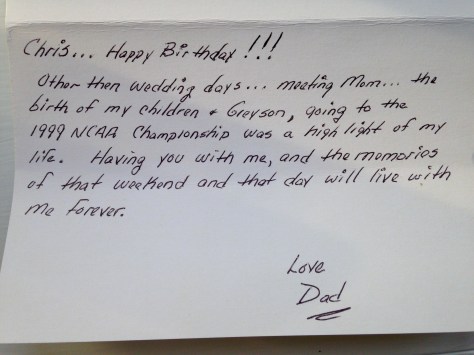 Chris... Happy Birthday!!!
Other then wedding days... meeting Mom... the
birth of my children + Greyson, going to the
1999 NCAA Championship was a high light of my
life. Having you with me, and the memories
of that weekend and that day will live with
me forever.
Love
Dad